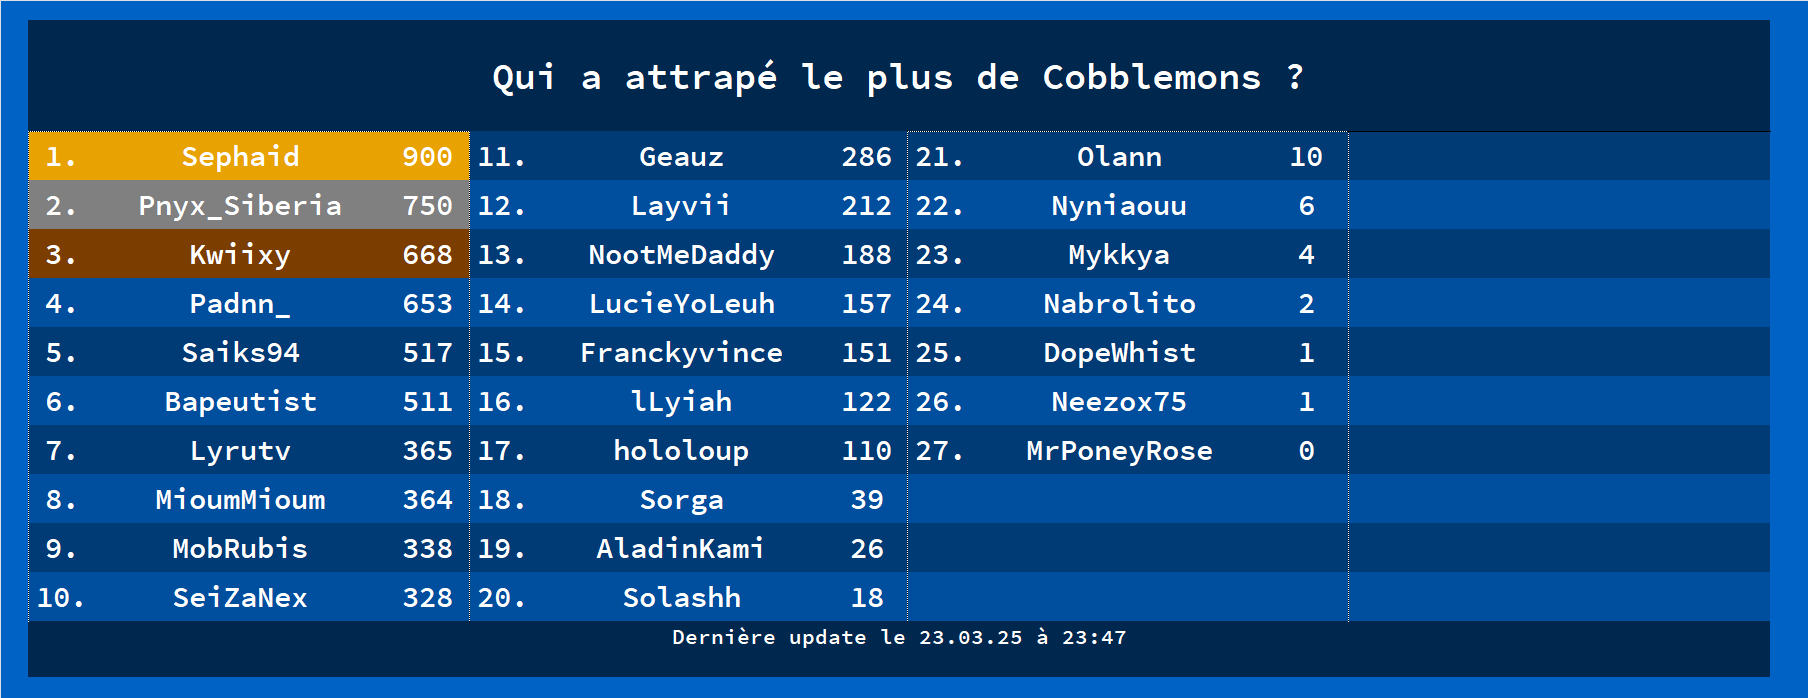 Qui a attrapé le plus de Cobblemons ?
1. Sephaid 900
2. Pnyx_Siberia 750
3. Kwiixy 668
4. Padnn_ 653
5. Saiks94 517
6. Bapeutist 511
7. Lyrutv 365
8. MioumMioum 364
9. MobRubis 338
10. SeiZaNex 328
11. Geauz 286
12. Layvii 212
13. NootMeDaddy 188
14. LucieYoLeuh 157
15. Franckyvince 151
16. lLyiah 122
17. hololoup 110
18. Sorga 39
19. AladinKami 26
20. Solashh 18
21. Olann 10
22. Nyniaouu 6
23. Mykkya 4
24. Nabrolito 2
25. DopeWhist 1
26. Neezox75 1
27. MrPoneyRose 0
Dernière update le 23.03.25 à 23:47